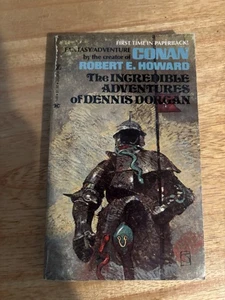 FIRST TIME IN PAPERBACK!
FANTASY ADVENTURE
by the creator of CONAN
ROBERT E. HOWARD
The INCREDIBLE
ADVENTURES
of DENNIS DORGAN